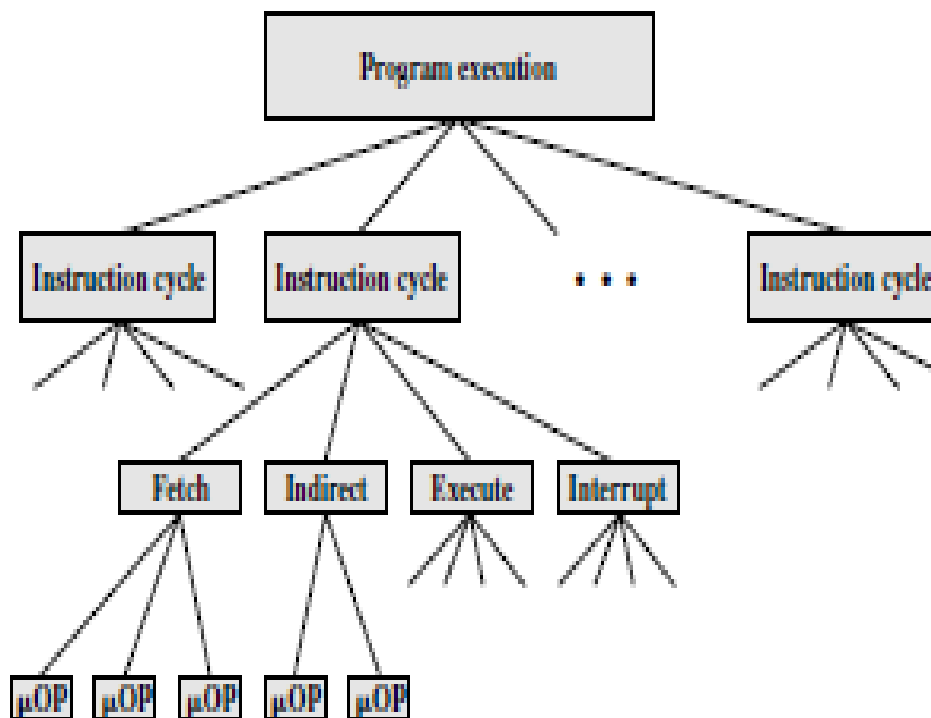 Program execution
Instruction cycle Instruction cycle • • • Instruction cycle
Fetch Indirect Execute Interrupt
μOP μOP μOP μOP μOP